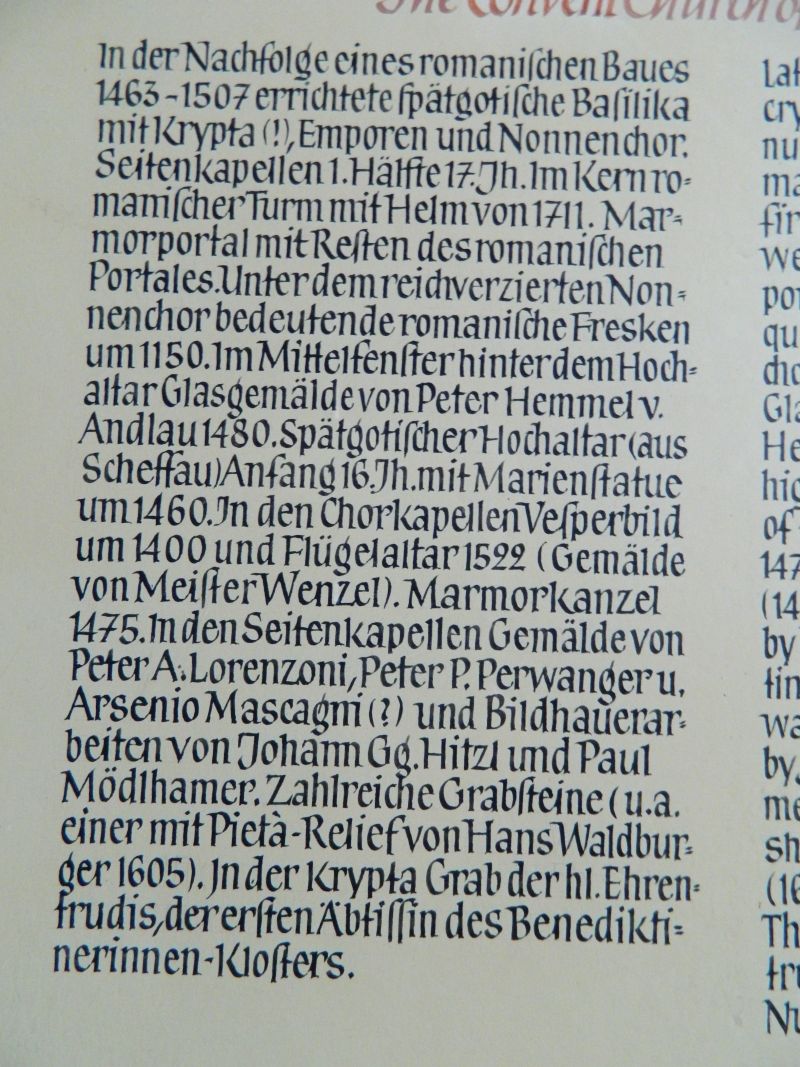 The Convent Church of
In der Nachfolge eines romaniſchen Baues
1463-1507 errichtete ſpätgotiſche Baſilika
mit Krypta (!), Emporen und Nonnenchor.
Seitenkapellen 1. Hälfte 17. Jh. Im Kern ro-
maniſcher Turm mit Helm von 1711. Mar-
morportal mit Reſten des romaniſchen
Portales. Unter dem reich verzierten Non-
nenchor bedeutende romaniſche Fresken
um 1150. Im Mittelfenſter hinter dem Hoch-
altar Glasgemälde von Peter Hemmel v.
Andlau 1480. Spätgotiſcher Hochaltar (aus
Scheffau) Anfang 16. Jh. mit Marienſtatue
um 1460. In den Chorkapellen Veſperbild
um 1400 und Flügelaltar 1522 (Gemälde
von Meiſter Wenzel). Marmorkanzel
1475. In den Seitenkapellen Gemälde von
Peter A. Lorenzoni, Peter P. Perwanger u.
Arsenio Mascagni (?) und Bildhauerar-
beiten von Johann Gg. Hitzl und Paul
Mödlhamer. Zahlreiche Grabſteine (u.a.
einer mit Pietà-Relief von Hans Waldbur-
ger 1605). In der Krypta Grab der hl. Ehren-
trudis, der erſten Äbtiſſin des Benedikti-
nerinnen-Kloſters.